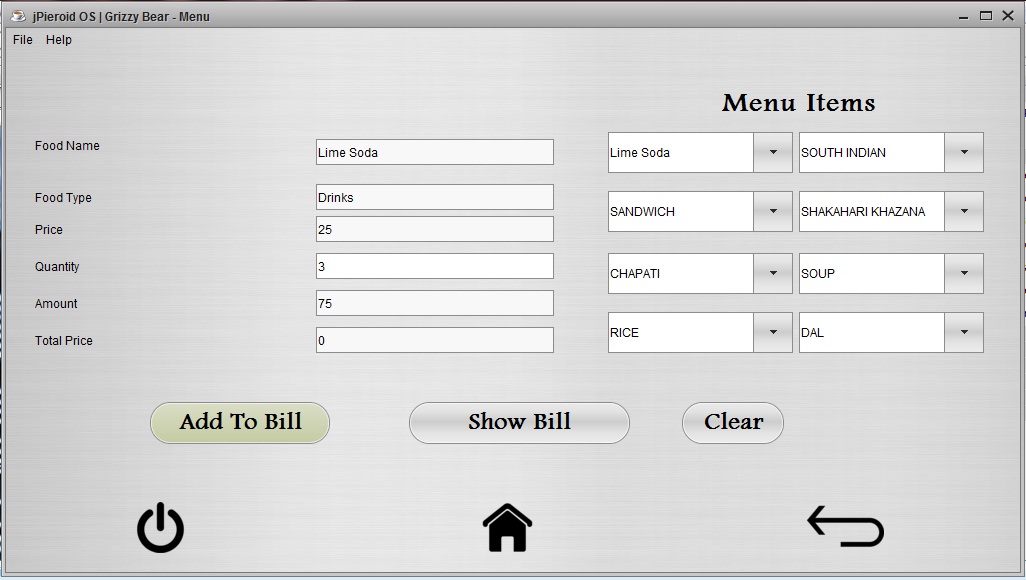 jPieroid OS | Grizzy Bear - Menu
File Help
Menu Items
Food Name
Lime Soda
Lime Soda
SOUTH INDIAN
Food Type
Drinks
SANDWICH
SHAKAHARI KHAZANA
Price
25
Quantity
3
CHAPATI
SOUP
Amount
75
Total Price
0
RICE
DAL
Add To Bill
Show Bill
Clear